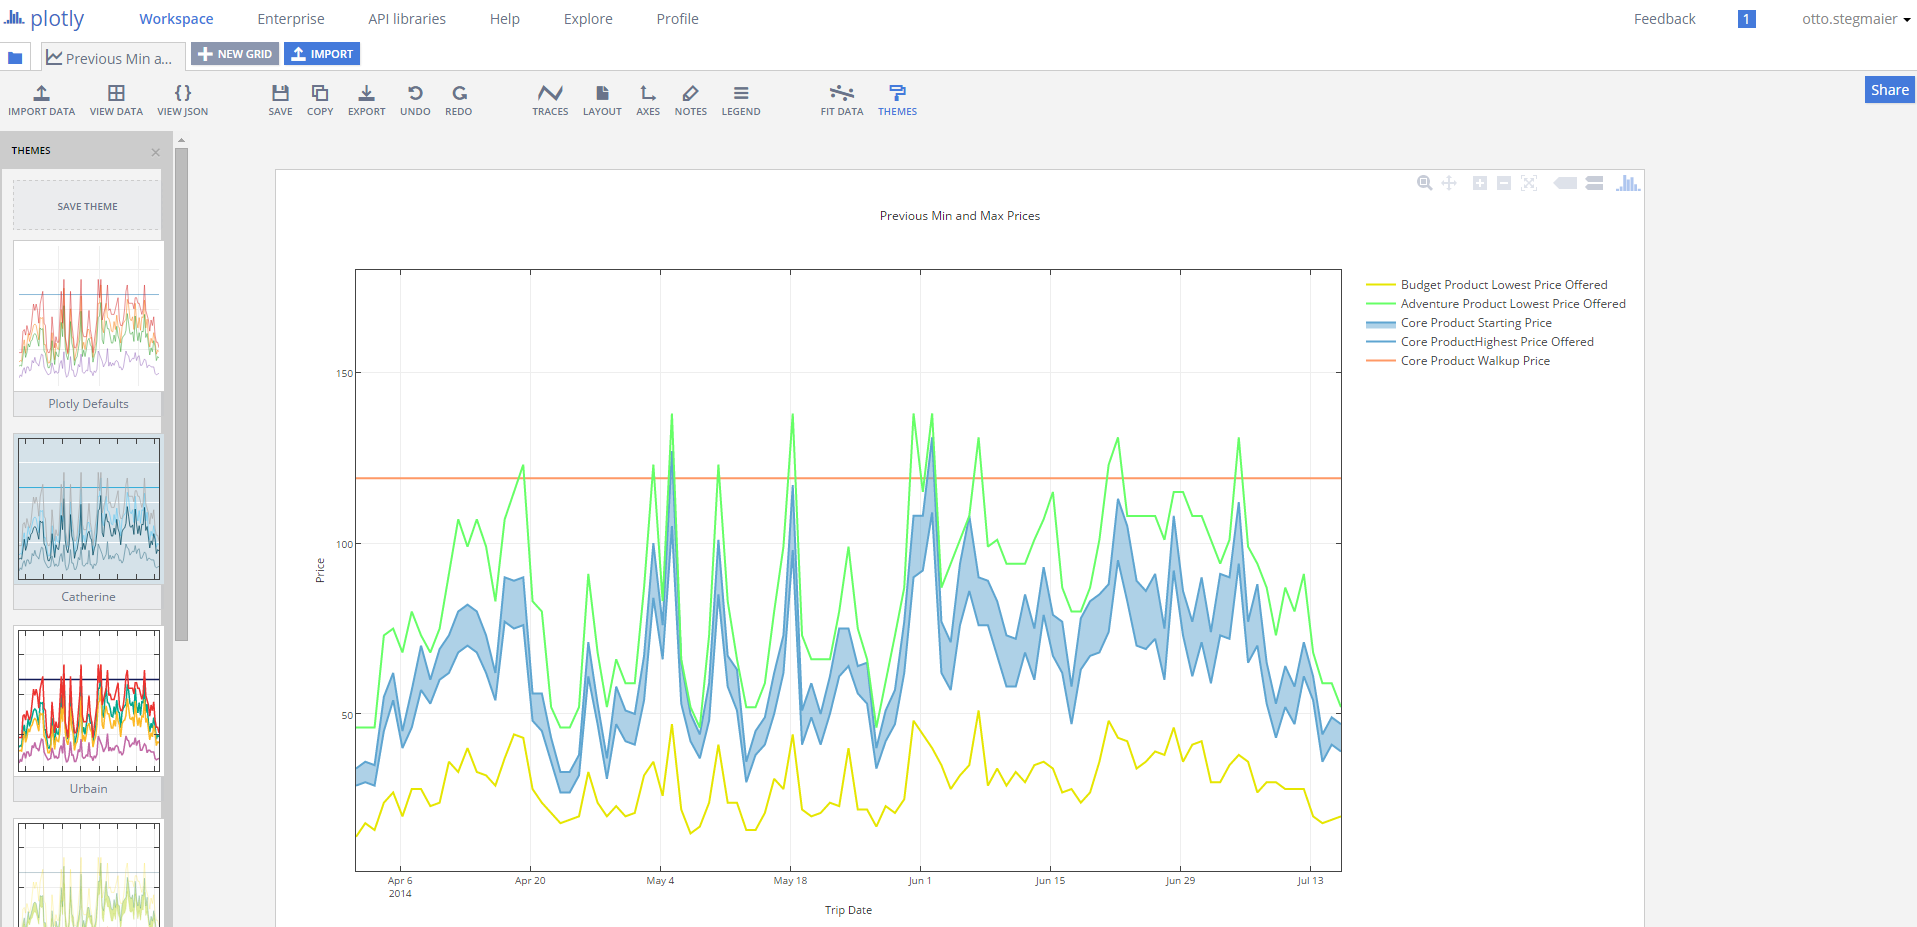 plotly Workspace Enterprise API libraries Help Explore Profile Feedback 1 otto.stegmaier
Previous Min a... NEW GRID IMPORT
IMPORT DATA VIEW DATA VIEW JSON SAVE COPY EXPORT UNDO REDO TRACES LAYOUT AXES NOTES LEGEND FIT DATA THEMES Share
THEMES ×
SAVE THEME
Plotly Defaults
Catherine
Urbain
Previous Min and Max Prices
Budget Product Lowest Price Offered
Adventure Product Lowest Price Offered
Core Product Starting Price
Core ProductHighest Price Offered
Core Product Walkup Price
150
100
50
Price
Apr 6 Apr 20 May 4 May 18 Jun 1 Jun 15 Jun 29 Jul 13
2014
Trip Date